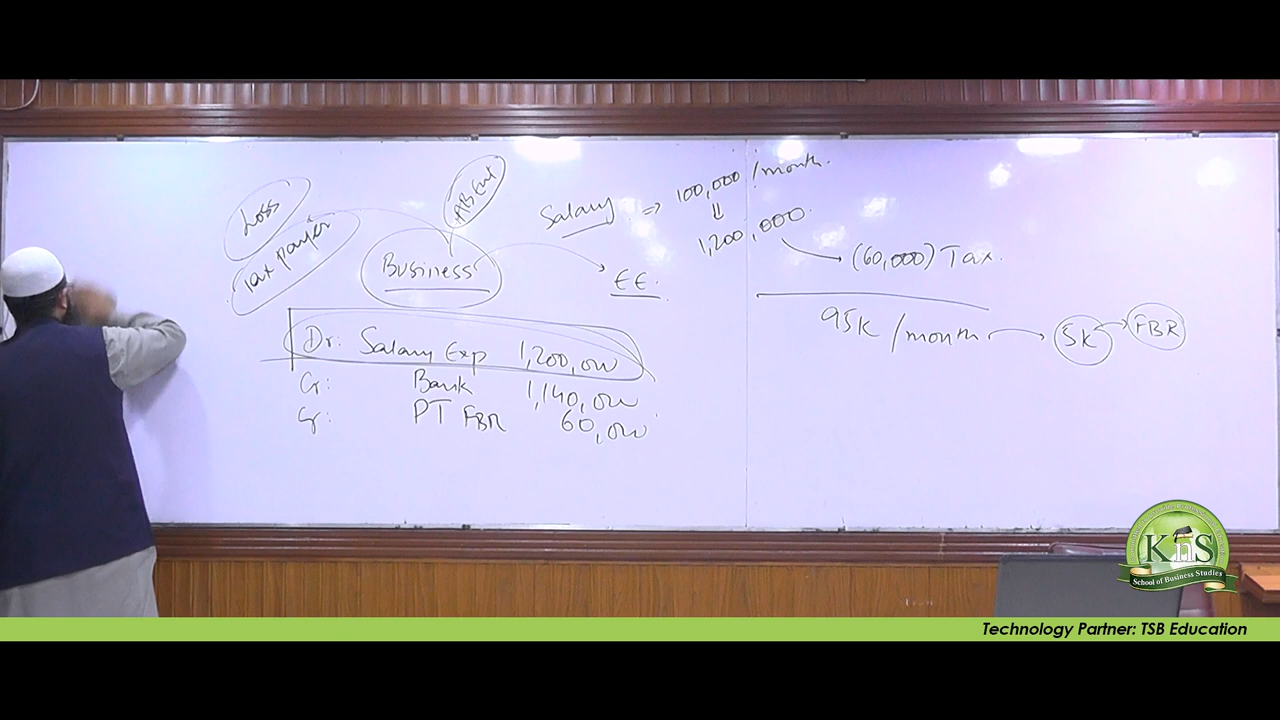 Loss
Tax payer
AB Ent
Business
EE.
Salary ⇒ 100,000 /month.
1,200,000.
(60,000) Tax.
95K /month
5K
FBR
Dr: Salary Exp 1,200,000
Cr: Bank 1,140,000
Cr: PT FBR 60,000
KnS
School of Business Studies
Technology Partner: TSB Education